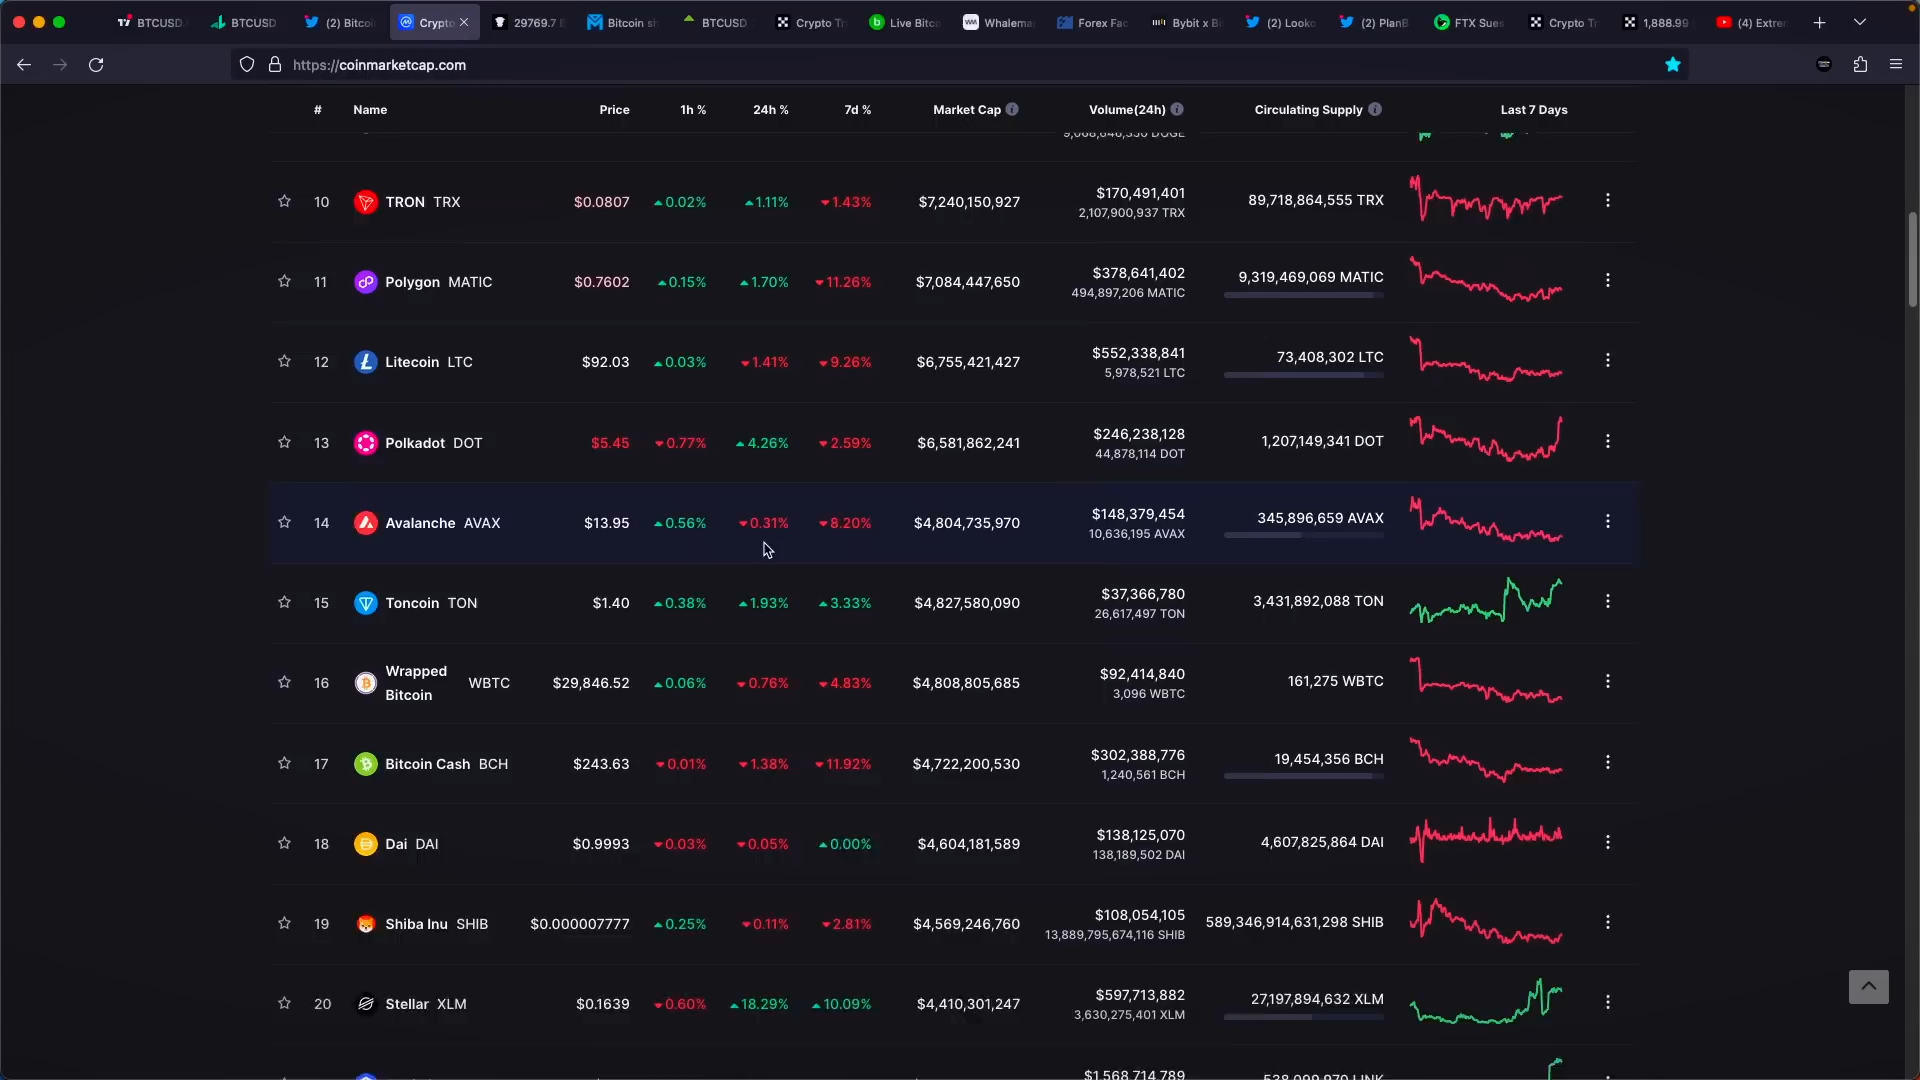 BTCUSD
BTCUSD
(2) Bitcoi
Crypto
29769.7
Bitcoin sh
BTCUSD
Crypto Tr
Live Bitco
Whalema
Forex Fac
Bybit x Bi
(2) Looko
(2) PlanB
FTX Sues
Crypto Tr
1,888.99
(4) Extre
https://coinmarketcap.com
# Name Price 1h % 24h % 7d % Market Cap Volume(24h) Circulating Supply Last 7 Days
10 TRON TRX $0.0807 0.02% 1.11% 1.43% $7,240,150,927 $170,491,401 89,718,864,555 TRX
2,107,900,937 TRX
11 Polygon MATIC $0.7602 0.15% 1.70% 11.26% $7,084,447,650 $378,641,402 9,319,469,069 MATIC
494,897,206 MATIC
12 Litecoin LTC $92.03 0.03% 1.41% 9.26% $6,755,421,427 $552,338,841 73,408,302 LTC
5,978,521 LTC
13 Polkadot DOT $5.45 0.77% 4.26% 2.59% $6,581,862,241 $246,238,128 1,207,149,341 DOT
44,878,114 DOT
14 Avalanche AVAX $13.95 0.56% 0.31% 8.20% $4,804,735,970 $148,379,454 345,896,659 AVAX
10,636,195 AVAX
15 Toncoin TON $1.40 0.38% 1.93% 3.33% $4,827,580,090 $37,366,780 3,431,892,088 TON
26,617,497 TON
16 Wrapped Bitcoin WBTC $29,846.52 0.06% 0.76% 4.83% $4,808,805,685 $92,414,840 161,275 WBTC
3,096 WBTC
17 Bitcoin Cash BCH $243.63 0.01% 1.38% 11.92% $4,722,200,530 $302,388,776 19,454,356 BCH
1,240,561 BCH
18 Dai DAI $0.9993 0.03% 0.05% 0.00% $4,604,181,589 $138,125,070 4,607,825,864 DAI
138,189,502 DAI
19 Shiba Inu SHIB $0.000007777 0.25% 0.11% 2.81% $4,569,246,760 $108,054,105 589,346,914,631,298 SHIB
13,889,795,674,116 SHIB
20 Stellar XLM $0.1639 0.60% 18.29% 10.09% $4,410,301,247 $597,713,882 27,197,894,632 XLM
3,630,275,401 XLM
$1,568,714,789 538,099,970 LINK